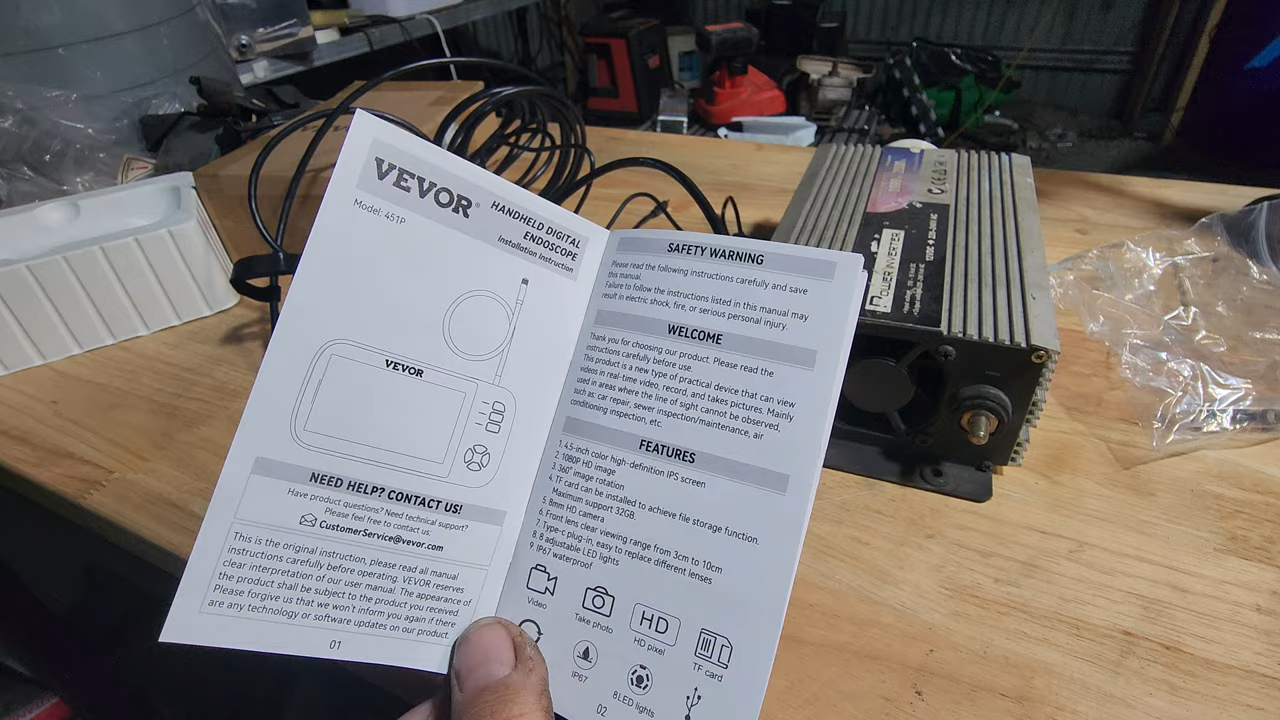 VEVOR®
HANDHELD DIGITAL
ENDOSCOPE
Installation Instruction
Model: 451P
VEVOR
NEED HELP? CONTACT US!
Have product questions? Need technical support?
Please feel free to contact us:
CustomerService@vevor.com
This is the original instruction, please read all manual
instructions carefully before operating. VEVOR reserves
clear interpretation of our user manual. The appearance of
the product shall be subject to the product you received.
Please forgive us that we won't inform you again if there
are any technology or software updates on our product.
01
SAFETY WARNING
Please read the following instructions carefully and save
this manual.
Failure to follow the instructions listed in this manual may
result in electric shock, fire, or serious personal injury.
WELCOME
Thank you for choosing our product. Please read the
instructions carefully before use.
This product is a new type of practical device that can view
videos in real-time video, record, and takes pictures. Mainly
used in areas where the line of sight cannot be observed,
such as: car repair, sewer inspection/maintenance, air
conditioning inspection, etc.
FEATURES
1. 4.5-inch color high-definition IPS screen
2. 1080P HD image
3. 360° image rotation
4. TF card can be installed to achieve file storage function.
Maximum support 32GB.
5. 8mm HD camera
6. Front lens clear viewing range from 3cm to 10cm
7. Type-c plug-in, easy to replace different lenses
8. 8 adjustable LED lights
9. IP67 waterproof
Video
Take photo
HD
HD pixel
TF card
IP67
8LED lights
02
POWER INVERTER